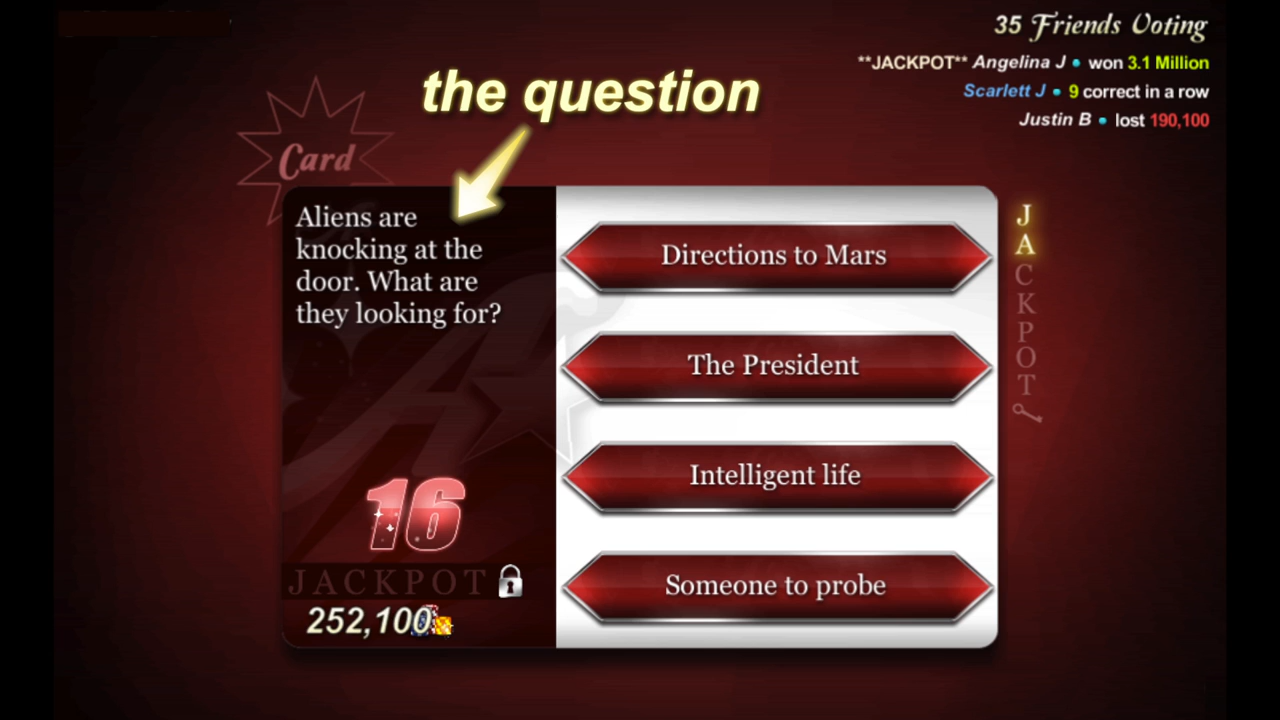 35 Friends Voting
**JACKPOT** Angelina J • won 3.1 Million
Scarlett J • 9 correct in a row
Justin B • lost 190,100
the question
Card
Aliens are
knocking at the
door. What are
they looking for?
16
JACKPOT
252,100
Directions to Mars
The President
Intelligent life
Someone to probe
JACKPOT